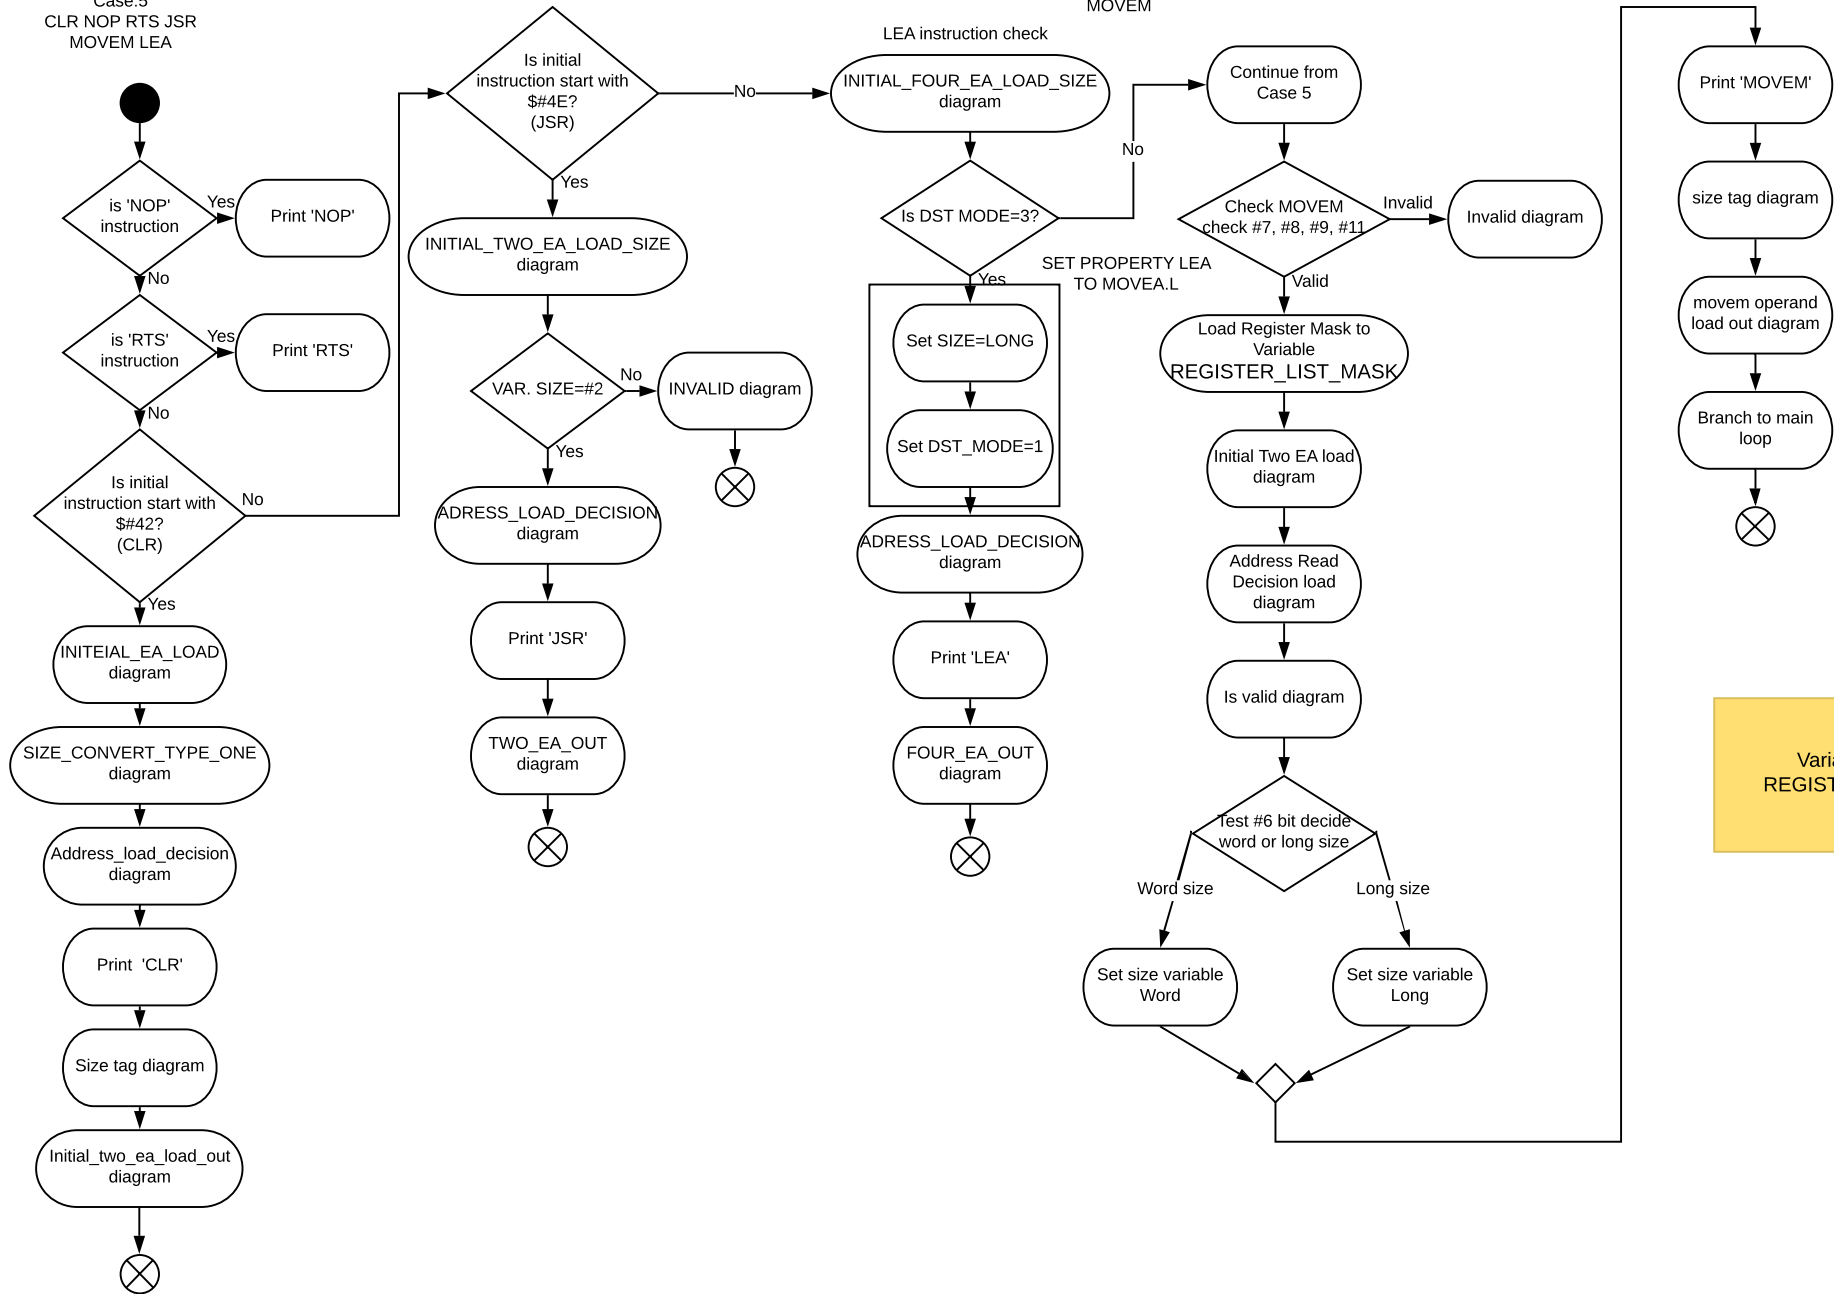 Case:5
CLR NOP RTS JSR
MOVEM LEA
is 'NOP'
instruction
Yes
Print 'NOP'
No
is 'RTS'
instruction
Yes
Print 'RTS'
No
Is initial
instruction start with
$#42?
(CLR)
No
Yes
INITEIAL_EA_LOAD
diagram
SIZE_CONVERT_TYPE_ONE
diagram
Address_load_decision
diagram
Print  'CLR'
Size tag diagram
Initial_two_ea_load_out
diagram
Is initial
instruction start with
$#4E?
(JSR)
No
Yes
INITIAL_TWO_EA_LOAD_SIZE
diagram
VAR. SIZE=#2
No
INVALID diagram
Yes
ADRESS_LOAD_DECISION
diagram
Print 'JSR'
TWO_EA_OUT
diagram
LEA instruction check
INITIAL_FOUR_EA_LOAD_SIZE
diagram
Is DST MODE=3?
No
Yes
SET PROPERTY LEA
TO MOVEA.L
Set SIZE=LONG
Set DST_MODE=1
ADRESS_LOAD_DECISION
diagram
Print 'LEA'
FOUR_EA_OUT
diagram
MOVEM
Continue from
Case 5
Check MOVEM
check #7, #8, #9, #11
Invalid
Invalid diagram
Valid
Load Register Mask to
Variable
REGISTER_LIST_MASK
Initial Two EA load
diagram
Address Read
Decision load
diagram
Is valid diagram
Test #6 bit decide
word or long size
Word size
Long size
Set size variable
Word
Set size variable
Long
Print 'MOVEM'
size tag diagram
movem operand
load out diagram
Branch to main
loop